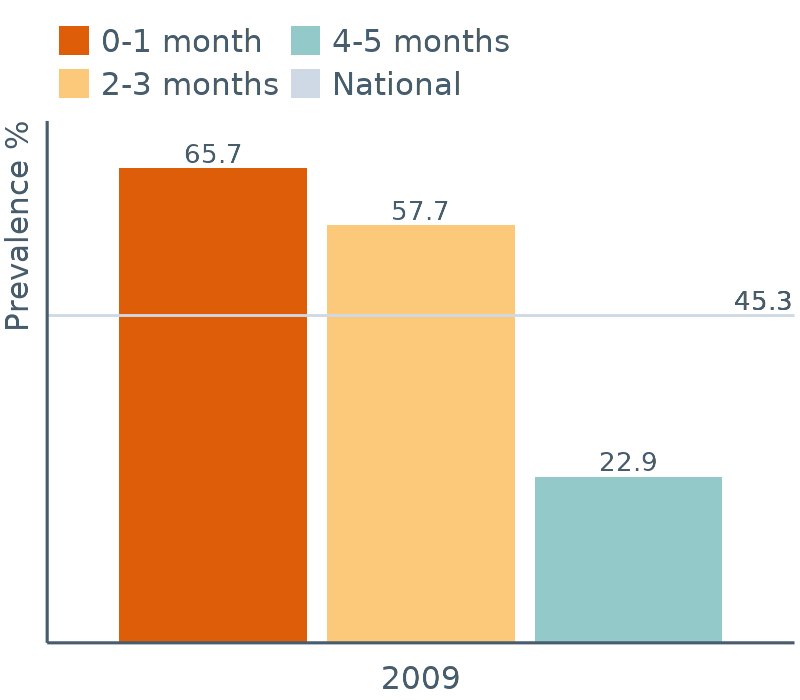 0-1 month
4-5 months
2-3 months
National
Prevalence %
65.7
57.7
45.3
22.9
2009